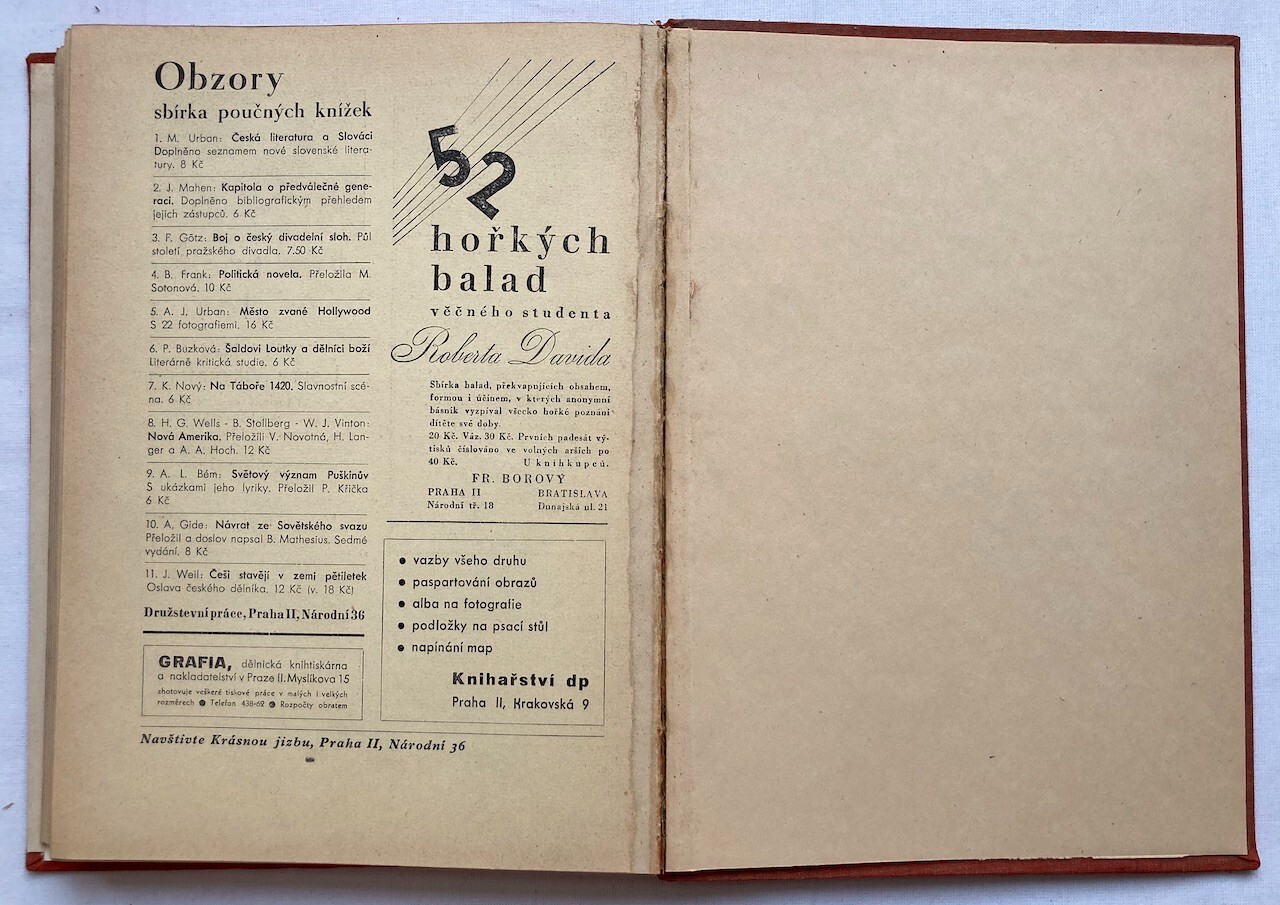 Obzory
sbírka poučných knížek
1. M. Urban: Česká literatura a Slováci
Doplněno seznamem nové slovenské litera-
tury. 8 Kč
2. J. Mahen: Kapitola o předválečné gene-
raci. Doplněno bibliografickým přehledem
jejich zástupců. 6 Kč
3. F. Götz: Boj o český divadelní sloh. Půl
století pražského divadla. 7.50 Kč
4. B. Frank: Politická novela. Přeložila M.
Sotonová. 10 Kč
5. A. J. Urban: Město zvané Hollywood
S 22 fotografiemi. 16 Kč
6. P. Buzková: Šaldovi Loutky a dělníci boží
Literárně kritická studie. 6 Kč
7. K. Nový: Na Táboře 1420. Slavnostní scé-
na. 6 Kč
8. H. G. Wells - B. Stollberg - W. J. Vinton:
Nová Amerika. Přeložili V. Novotná, H. Lan-
ger a A. A. Hoch. 12 Kč
9. A. L. Bém: Světový význam Puškinův
S ukázkami jeho lyriky. Přeložil P. Křička
6 Kč
10. A. Gide: Návrat ze Sovětského svazu
Přeložil a doslov napsal B. Mathesius. Sedmé
vydání. 8 Kč
11. J. Weil: Češi stavějí v zemi pětiletek
Oslava českého dělníka. 12 Kč (v. 18 Kč)
Družstevní práce, Praha II, Národní 36
GRAFIA, dělnická knihtiskárna
a nakladatelství v Praze II. Myslíkova 15
zhotovuje veškeré tiskové práce v malých i velkých
rozměrech ● Telefon 438-62 ● Rozpočty obratem
52
hořkých
balad
věčného studenta
Roberta Davida
Sbírka balad, překvapujících obsahem,
formou i účinem, v kterých anonymní
básník vyzpíval všecko hořké poznání
dítěte své doby.
20 Kč. Váz. 30 Kč. Prvních padesát vý-
tisků číslováno ve volných arších po
40 Kč. U knihkupců.
FR. BOROVÝ
PRAHA II BRATISLAVA
Národní tř. 18 Dunajská ul. 21
● vazby všeho druhu
● paspartování obrazů
● alba na fotografie
● podložky na psací stůl
● napínání map
Knihařství dp
Praha II, Krakovská 9
Navštivte Krásnou jizbu, Praha II, Národní 36